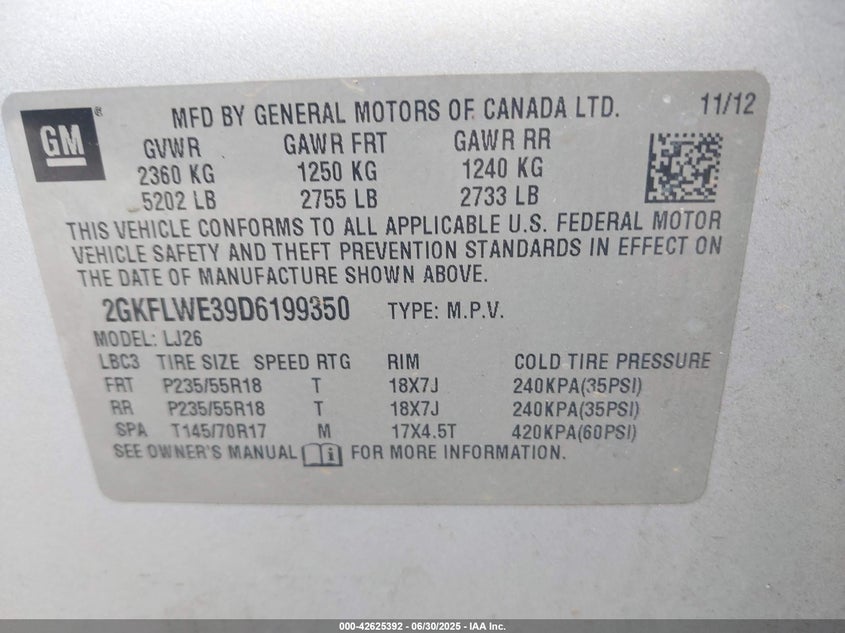 GM ®
MFD BY GENERAL MOTORS OF CANADA LTD. 11/12
GVWR GAWR FRT GAWR RR
2360 KG 1250 KG 1240 KG
5202 LB 2755 LB 2733 LB
THIS VEHICLE CONFORMS TO ALL APPLICABLE U.S. FEDERAL MOTOR
VEHICLE SAFETY AND THEFT PREVENTION STANDARDS IN EFFECT ON
THE DATE OF MANUFACTURE SHOWN ABOVE.
2GKFLWE39D6199350 TYPE: M.P.V.
MODEL: LJ26
LBC3 TIRE SIZE SPEED RTG RIM COLD TIRE PRESSURE
FRT P235/55R18 T 18X7J 240KPA(35PSI)
RR P235/55R18 T 18X7J 240KPA(35PSI)
SPA T145/70R17 M 17X4.5T 420KPA(60PSI)
SEE OWNER'S MANUAL i FOR MORE INFORMATION.
000-42625392 - 06/30/2025 - IAA Inc.